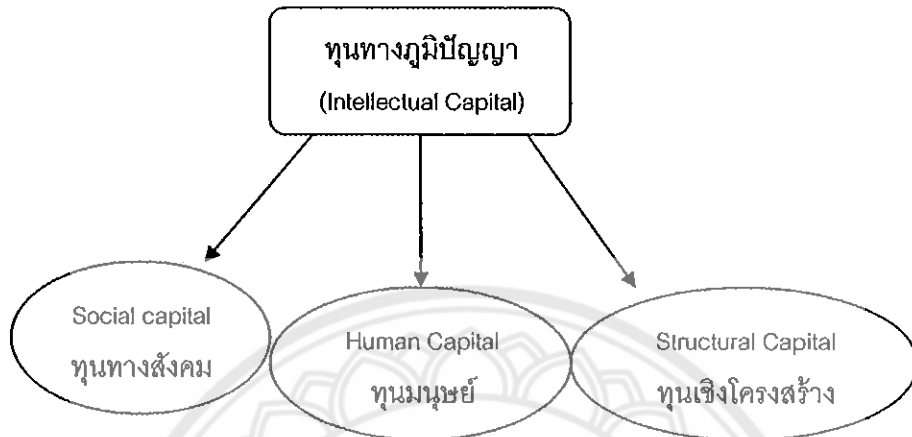 ทุนทางภูมิปัญญา
(Intellectual Capital)
Social capital
ทุนทางสังคม
Human Capital
ทุนมนุษย์
Structural Capital
ทุนเชิงโครงสร้าง